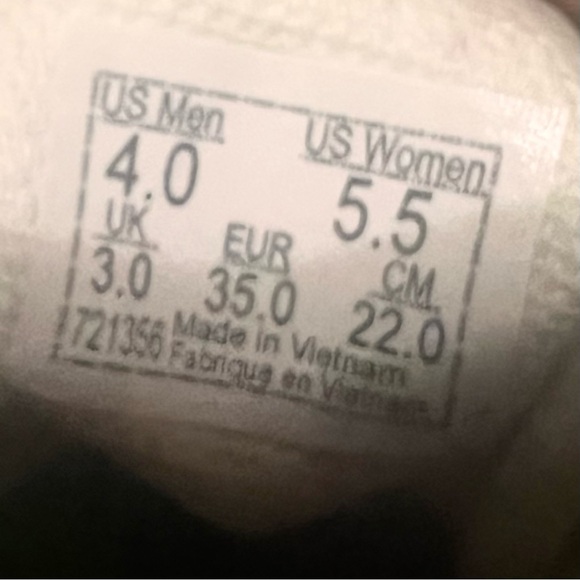 US Men US Women
4.0 5.5
UK EUR CM
3.0 35.0 22.0
721356 Made in Vietnam
Fabrique en Vietnam